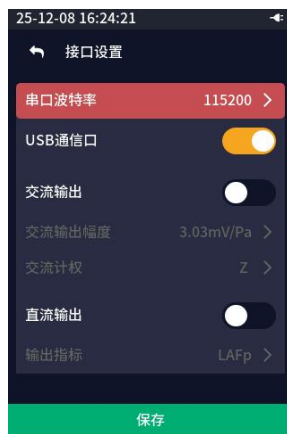 25-12-08 16:24:21
接口设置
串口波特率 115200
USB通信口
交流输出
交流输出幅度 3.03mV/Pa
交流计权 Z
直流输出
输出指标 LAFp
保存